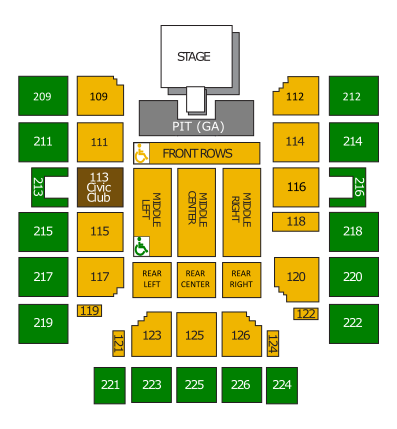 STAGE
209
109
112
212
PIT (GA)
211
111
114
214
FRONT ROWS
213
113
Civic
Club
MIDDLE
LEFT
MIDDLE
CENTER
MIDDLE
RIGHT
116
216
215
115
118
218
217
117
REAR
LEFT
REAR
CENTER
REAR
RIGHT
120
220
219
119
122
222
121
123
125
126
124
221
223
225
226
224